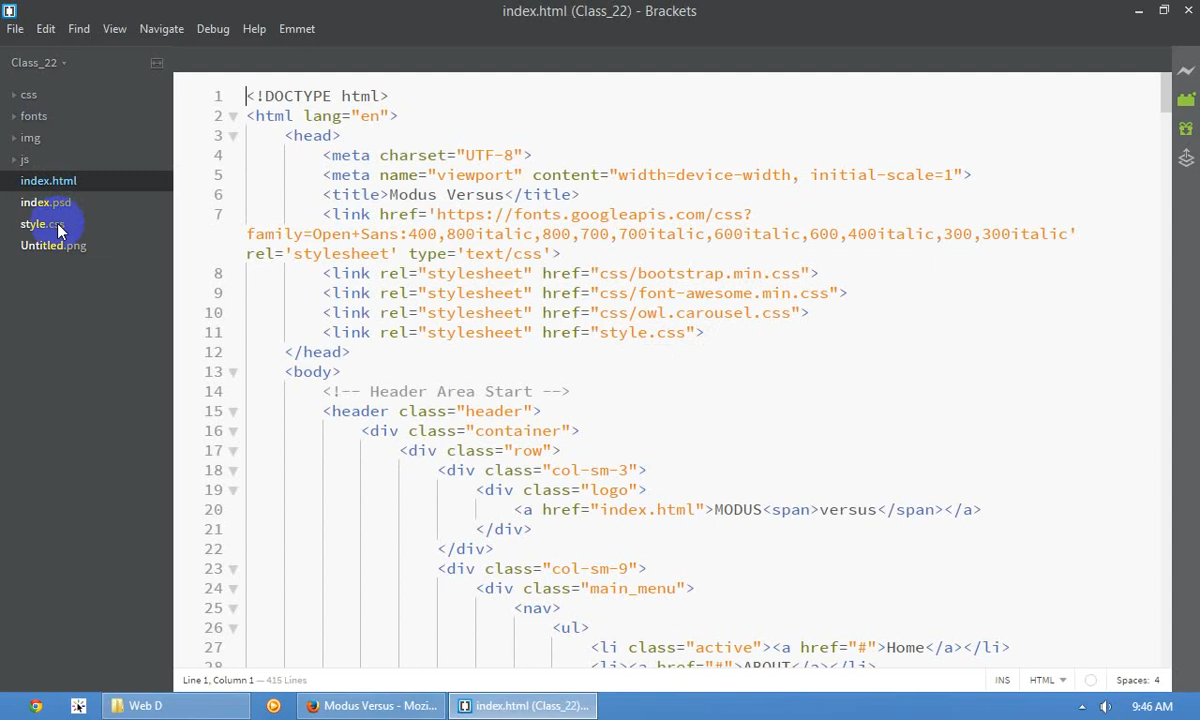 index.html (Class_22) - Brackets
File Edit Find View Navigate Debug Help Emmet
Class_22
css
fonts
img
js
index.html
index.psd
style.css
Untitled.png
1 <!DOCTYPE html>
2 <html lang="en">
3 <head>
4 <meta charset="UTF-8">
5 <meta name="viewport" content="width=device-width, initial-scale=1">
6 <title>Modus Versus</title>
7 <link href='https://fonts.googleapis.com/css?
family=Open+Sans:400,800italic,800,700,700italic,600italic,600,400italic,300,300italic'
rel='stylesheet' type='text/css'>
8 <link rel="stylesheet" href="css/bootstrap.min.css">
9 <link rel="stylesheet" href="css/font-awesome.min.css">
10 <link rel="stylesheet" href="css/owl.carousel.css">
11 <link rel="stylesheet" href="style.css">
12 </head>
13 <body>
14 <!-- Header Area Start -->
15 <header class="header">
16 <div class="container">
17 <div class="row">
18 <div class="col-sm-3">
19 <div class="logo">
20 <a href="index.html">MODUS<span>versus</span></a>
21 </div>
22 </div>
23 <div class="col-sm-9">
24 <div class="main_menu">
25 <nav>
26 <ul>
27 <li class="active"><a href="#">Home</a></li>
28 <li><a href="#">ABOUT</a></li>
Line 1, Column 1 — 415 Lines
INS HTML Spaces: 4
Web D
Modus Versus - Mozi...
index.html (Class_22)...
9:46 AM